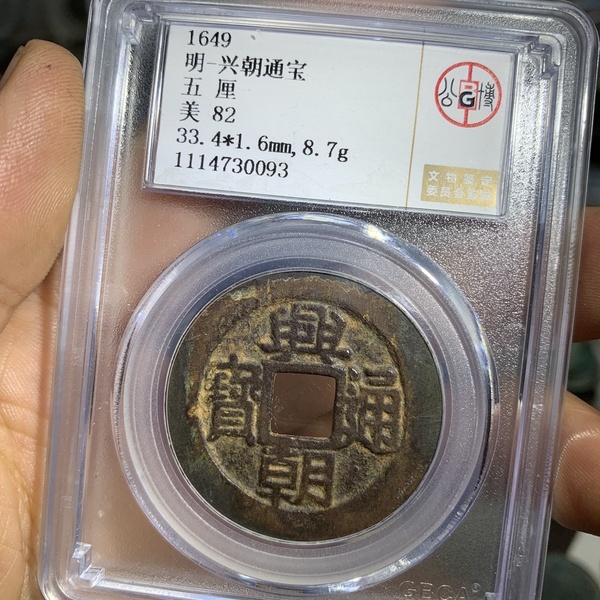 1649
明-兴朝通宝
五 厘
美 82
33.4*1.6mm,8.7g
1114730093
公 G 博
文物鉴定
興朝通寶
GBCA